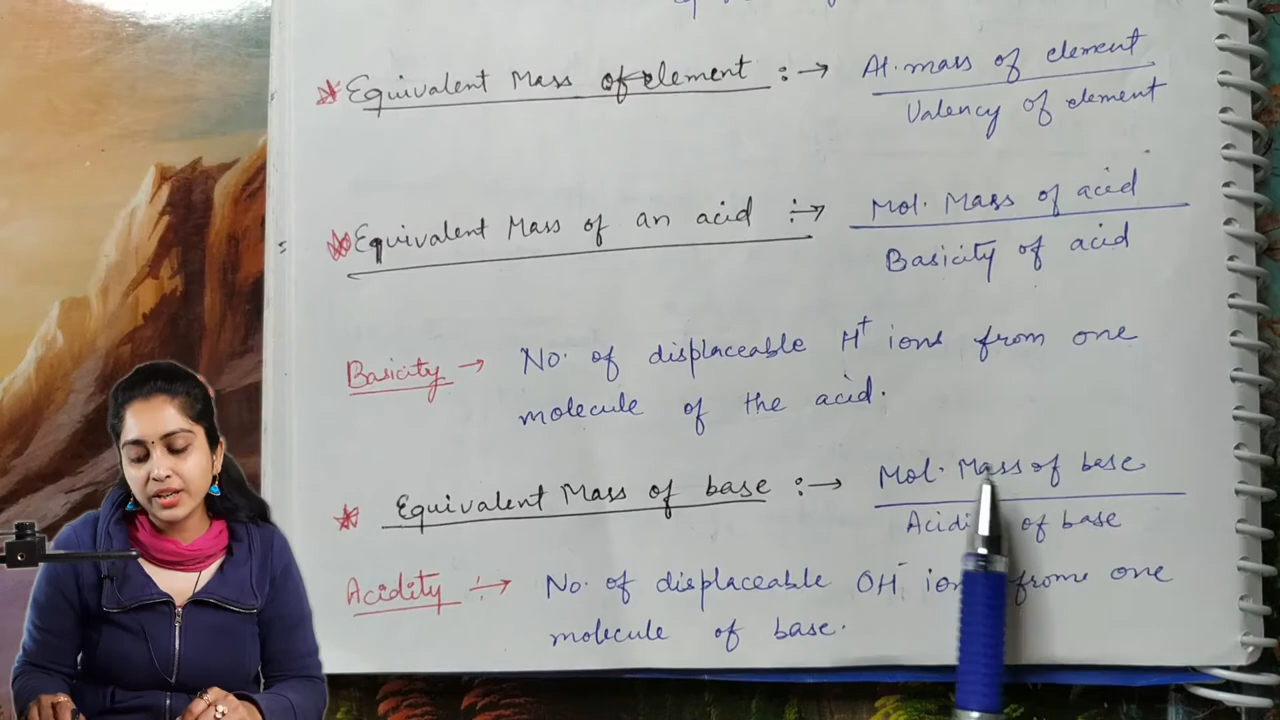 ☆ Equivalent Mass of element :→ At. mass of element
Valency of element
☆ Equivalent Mass of an acid :→ Mol. Mass of acid
Basicity of acid
Basicity → No. of displaceable H⁺ ions from one
molecule of the acid.
☆ Equivalent Mass of base :→ Mol. Mass of base
of base
Acidity :→ No. of displaceable OH⁻ frome one
molecule of base.